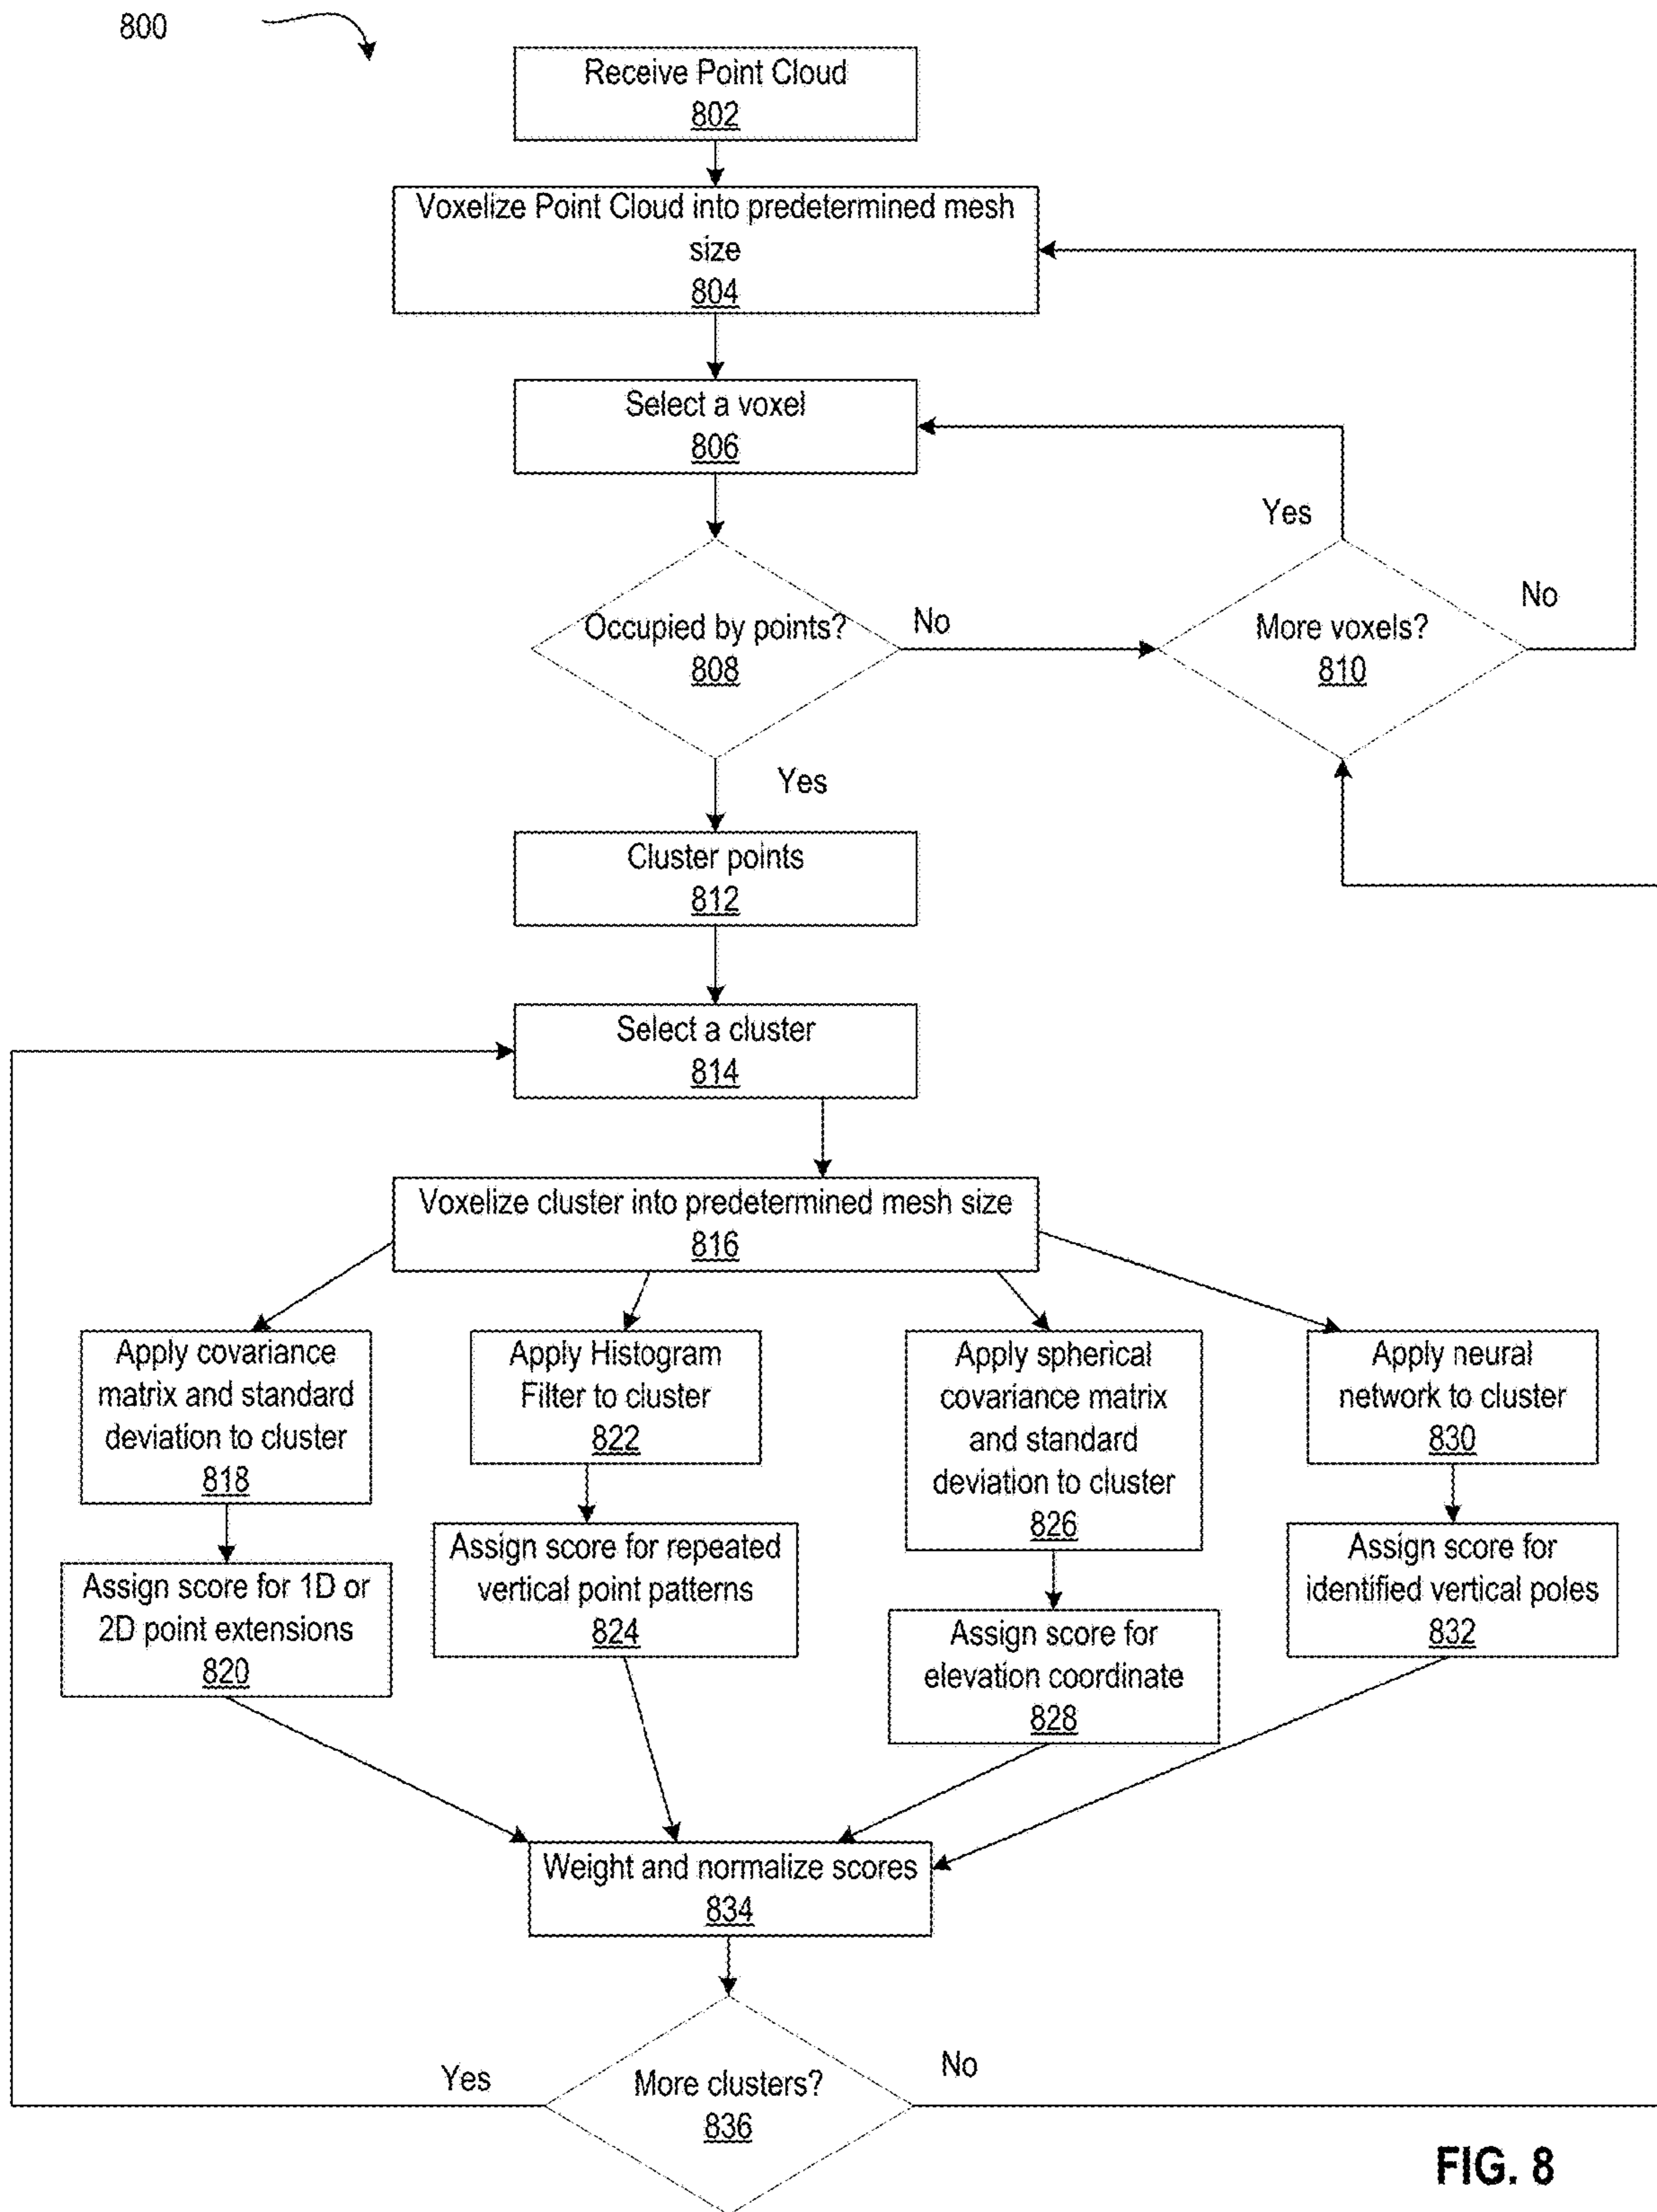 800
Receive Point Cloud
802
Voxelize Point Cloud into predetermined mesh
size
804
Select a voxel
806
Yes
No
Occupied by points?
808
No
More voxels?
810
Yes
Cluster points
812
Select a cluster
814
Voxelize cluster into predetermined mesh size
816
Apply covariance
matrix and standard
deviation to cluster
818
Apply Histogram
Filter to cluster
822
Apply spherical
covariance matrix
and standard
deviation to cluster
826
Apply neural
network to cluster
830
Assign score for 1D or
2D point extensions
820
Assign score for repeated
vertical point patterns
824
Assign score for
elevation coordinate
828
Assign score for
identified vertical poles
832
Weight and normalize scores
834
Yes
More clusters?
836
No
FIG. 8